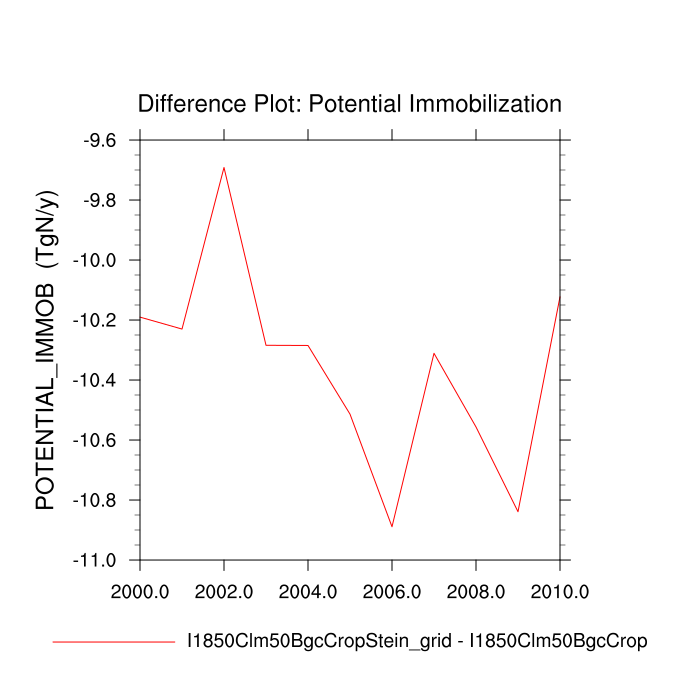 Difference Plot: Potential Immobilization
POTENTIAL_IMMOB (TgN/y)
-9.6
-9.8
-10.0
-10.2
-10.4
-10.6
-10.8
-11.0
2000.0 2002.0 2004.0 2006.0 2008.0 2010.0
I1850Clm50BgcCropStein_grid - I1850Clm50BgcCrop